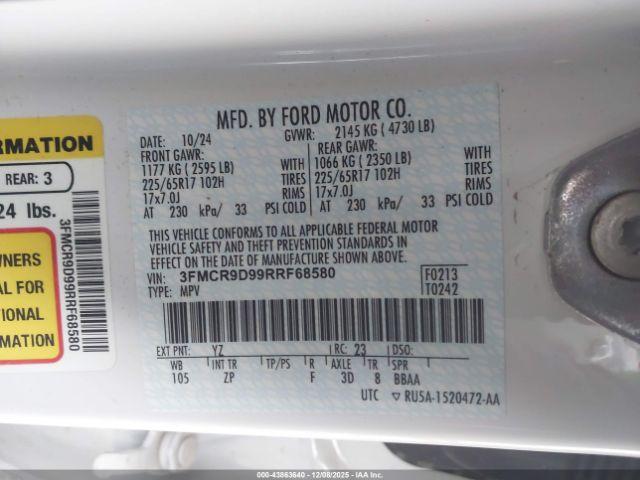 RMATION
REAR: 3
24 lbs.
3FMCR9D99RRF68580
OWNERS
AL FOR
TIONAL
ION
MFD. BY FORD MOTOR CO.
DATE: 10/24 GVWR: 2145 KG ( 4730 LB)
FRONT GAWR: REAR GAWR:
1177 KG ( 2595 LB) WITH 1066 KG ( 2350 LB) WITH
225/65R17 102H TIRES 225/65R17 102H TIRES
17x7.0J RIMS 17x7.0J RIMS
AT 230 kPa/ 33 PSI COLD AT 230 kPa/ 33 PSI COLD
THIS VEHICLE CONFORMS TO ALL APPLICABLE FEDERAL MOTOR
VEHICLE SAFETY AND THEFT PREVENTION STANDARDS IN
EFFECT ON THE DATE OF MANUFACTURE SHOWN ABOVE.
VIN: 3FMCR9D99RRF68580 F0213
TYPE: MPV T0242
EXT PNT: YZ RC: 23 DSO:
WB INT TR TP/PS R AXLE TR SPR
105 ZP F 3D 8 BBAA
UTC ▽ RU5A-1520472-AA
000-43863640 - 12/08/2025 - IAAI.COM